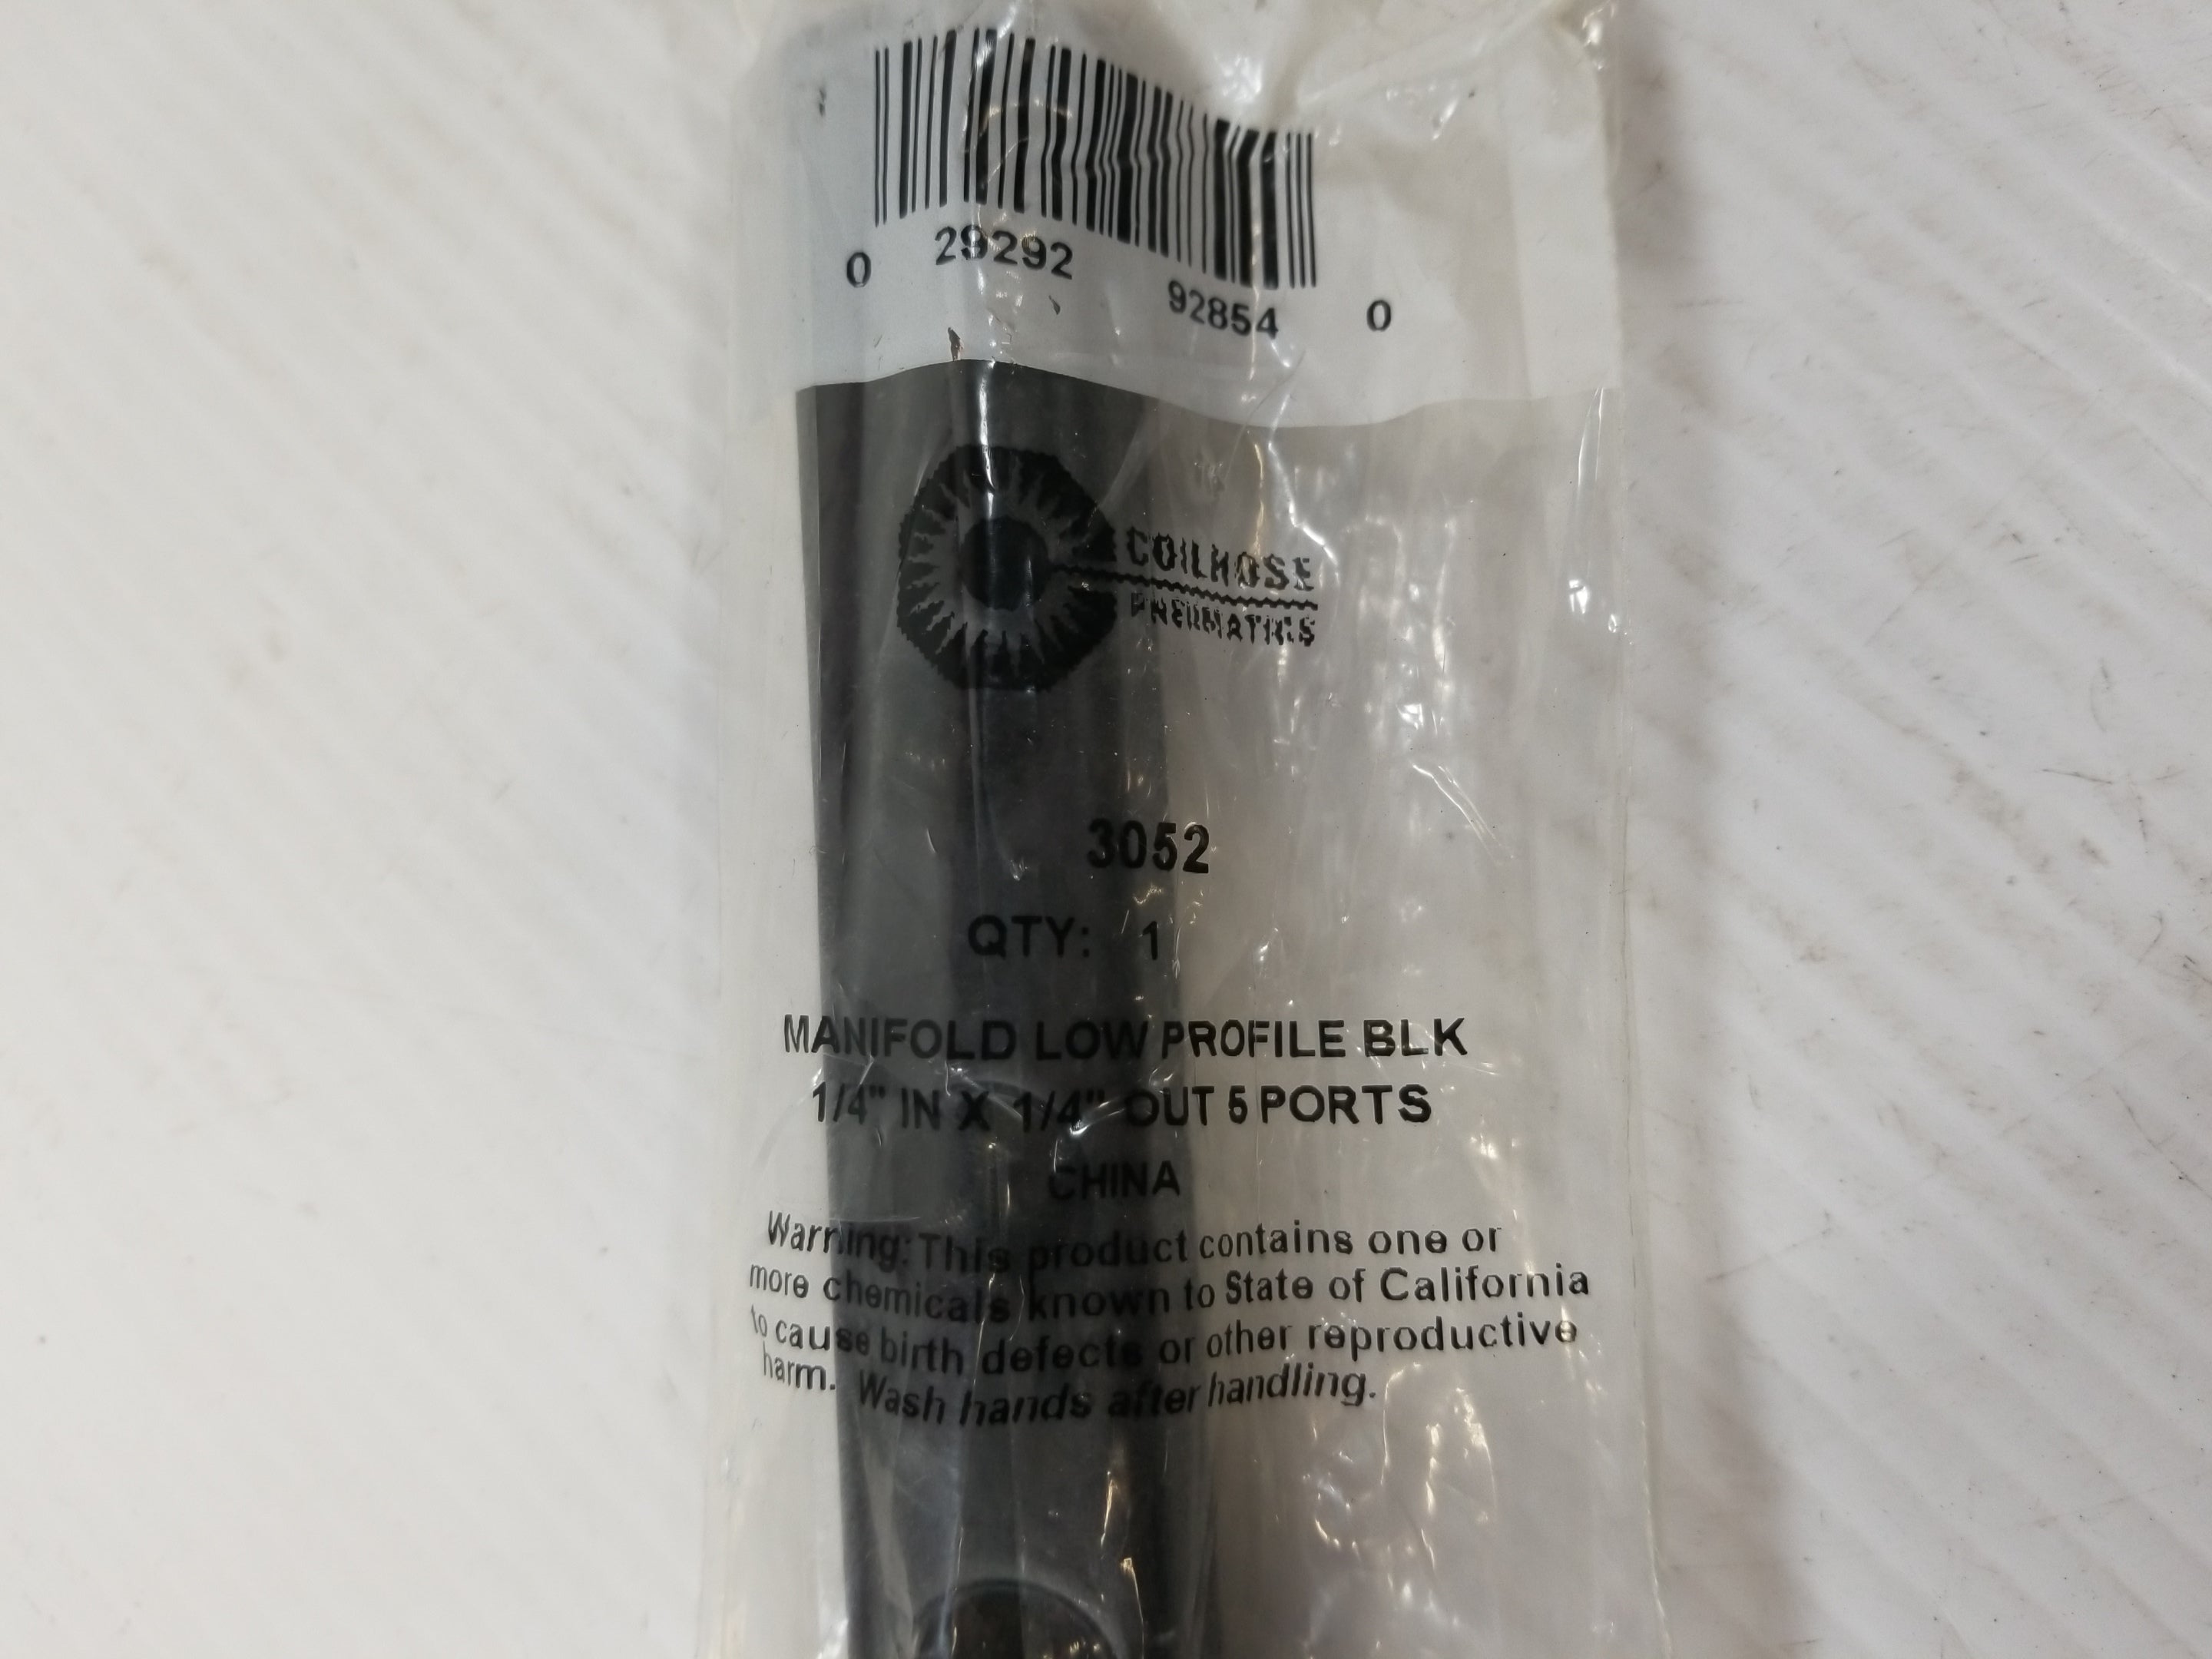 0 29292 92854 0
COILHOSE
PNEUMATICS
3052
QTY: 1
MANIFOLD LOW PROFILE BLK
1/4" IN X 1/4" OUT 5 PORTS
CHINA
Warning: This product contains one or
more chemicals known to State of California
to cause birth defects or other reproductive
harm. Wash hands after handling.